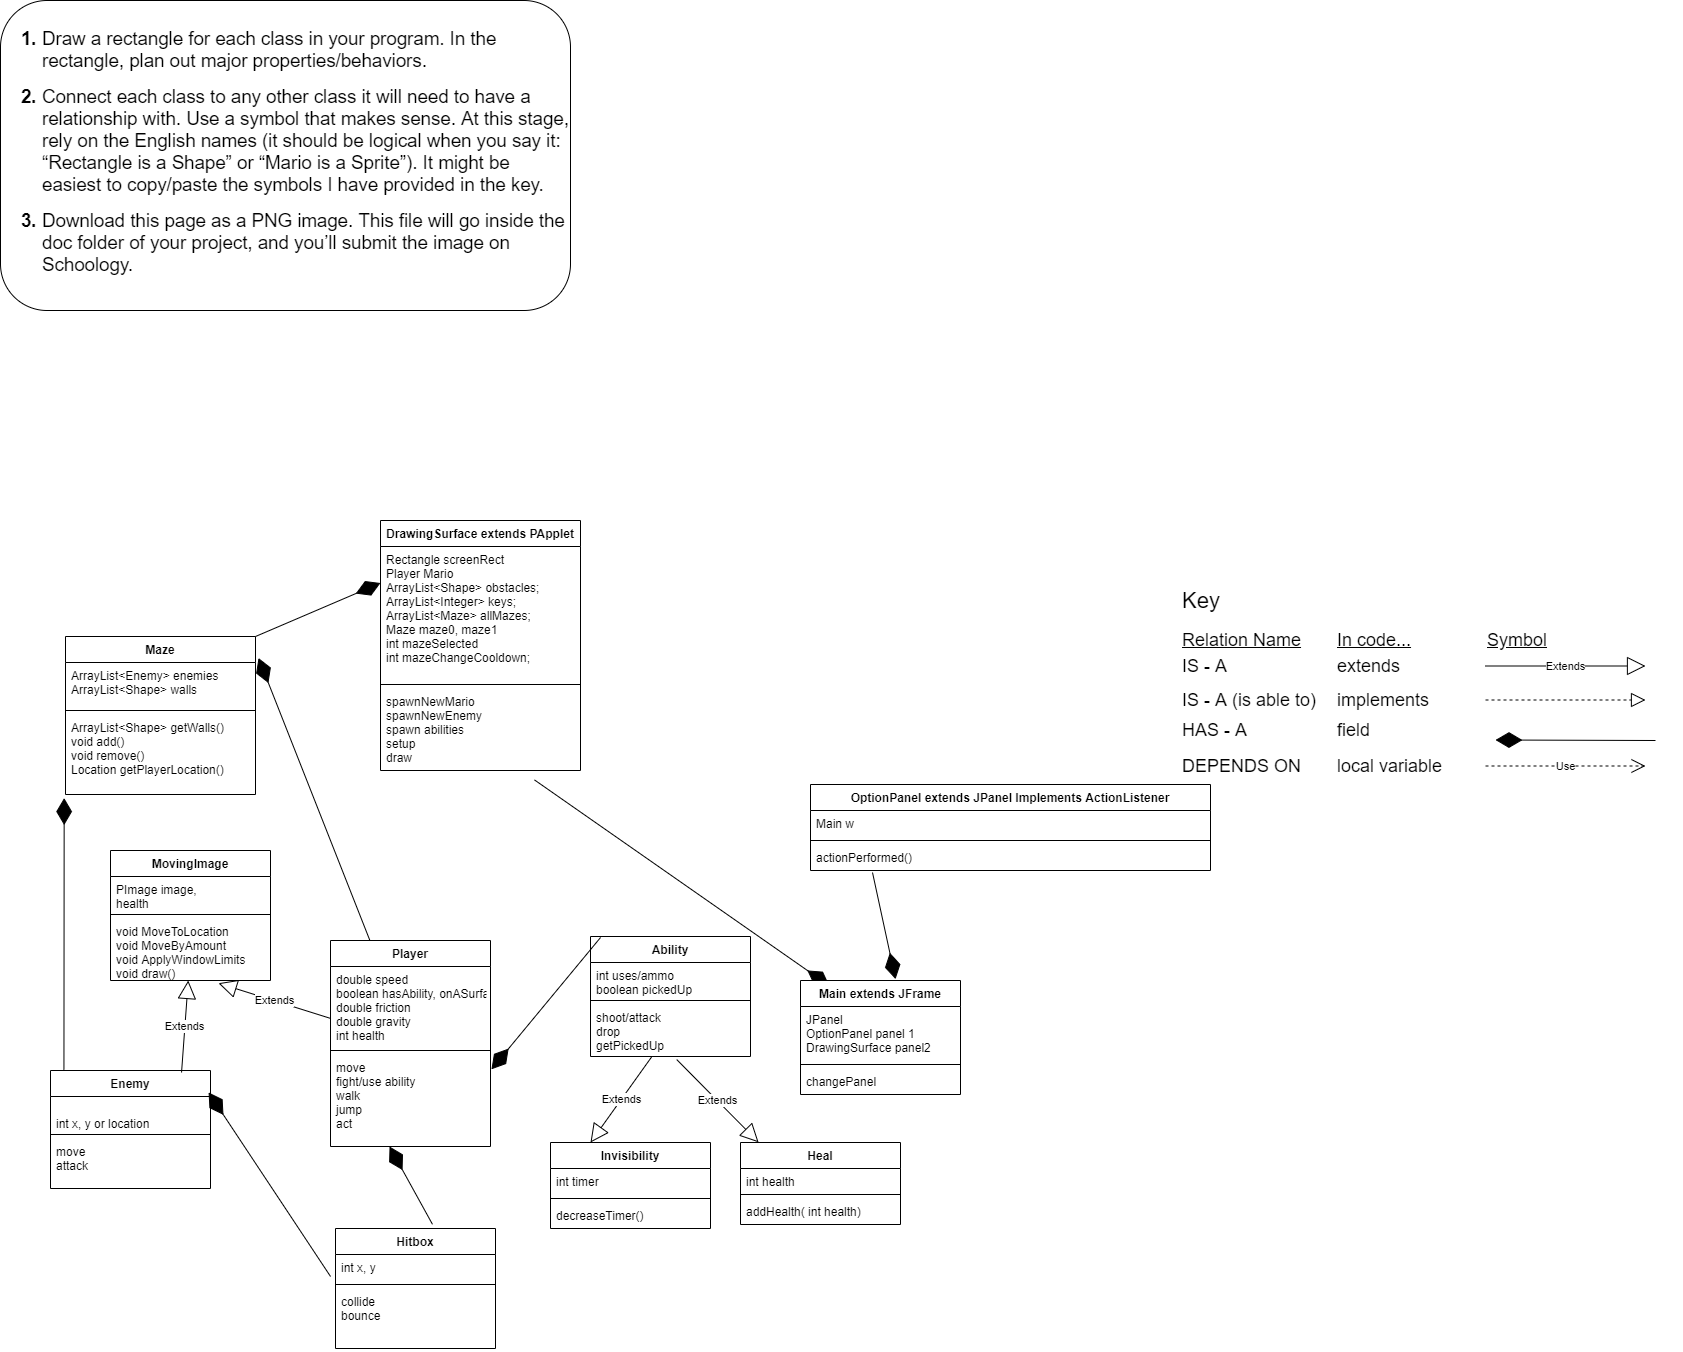 1. Draw a rectangle for each class in your program. In the
rectangle, plan out major properties/behaviors.
2. Connect each class to any other class it will need to have a
relationship with. Use a symbol that makes sense. At this stage,
rely on the English names (it should be logical when you say it:
“Rectangle is a Shape” or “Mario is a Sprite”). It might be
easiest to copy/paste the symbols I have provided in the key.
3. Download this page as a PNG image. This file will go inside the
doc folder of your project, and you’ll submit the image on
Schoology.
DrawingSurface extends PApplet
Rectangle screenRect
Player Mario
ArrayList<Shape> obstacles;
ArrayList<Integer> keys;
ArrayList<Maze> allMazes;
Maze maze0, maze1
int mazeSelected
int mazeChangeCooldown;
spawnNewMario
spawnNewEnemy
spawn abilities
setup
draw
Key
Relation Name In code... Symbol
IS - A extends Extends
IS - A (is able to) implements
HAS - A field
DEPENDS ON local variable Use
Maze
ArrayList<Enemy> enemies
ArrayList<Shape> walls
ArrayList<Shape> getWalls()
void add()
void remove()
Location getPlayerLocation()
OptionPanel extends JPanel Implements ActionListener
Main w
actionPerformed()
MovingImage
PImage image,
health
void MoveToLocation
void MoveByAmount
void ApplyWindowLimits
void draw()
Extends
Extends
Player
double speed
boolean hasAbility, onASurfa
double friction
double gravity
int health
move
fight/use ability
walk
jump
act
Ability
int uses/ammo
boolean pickedUp
shoot/attack
drop
getPickedUp
Main extends JFrame
JPanel
OptionPanel panel 1
DrawingSurface panel2
changePanel
Enemy
int x, y or location
move
attack
Extends
Extends
Invisibility
int timer
decreaseTimer()
Heal
int health
addHealth( int health)
Hitbox
int x, y
collide
bounce